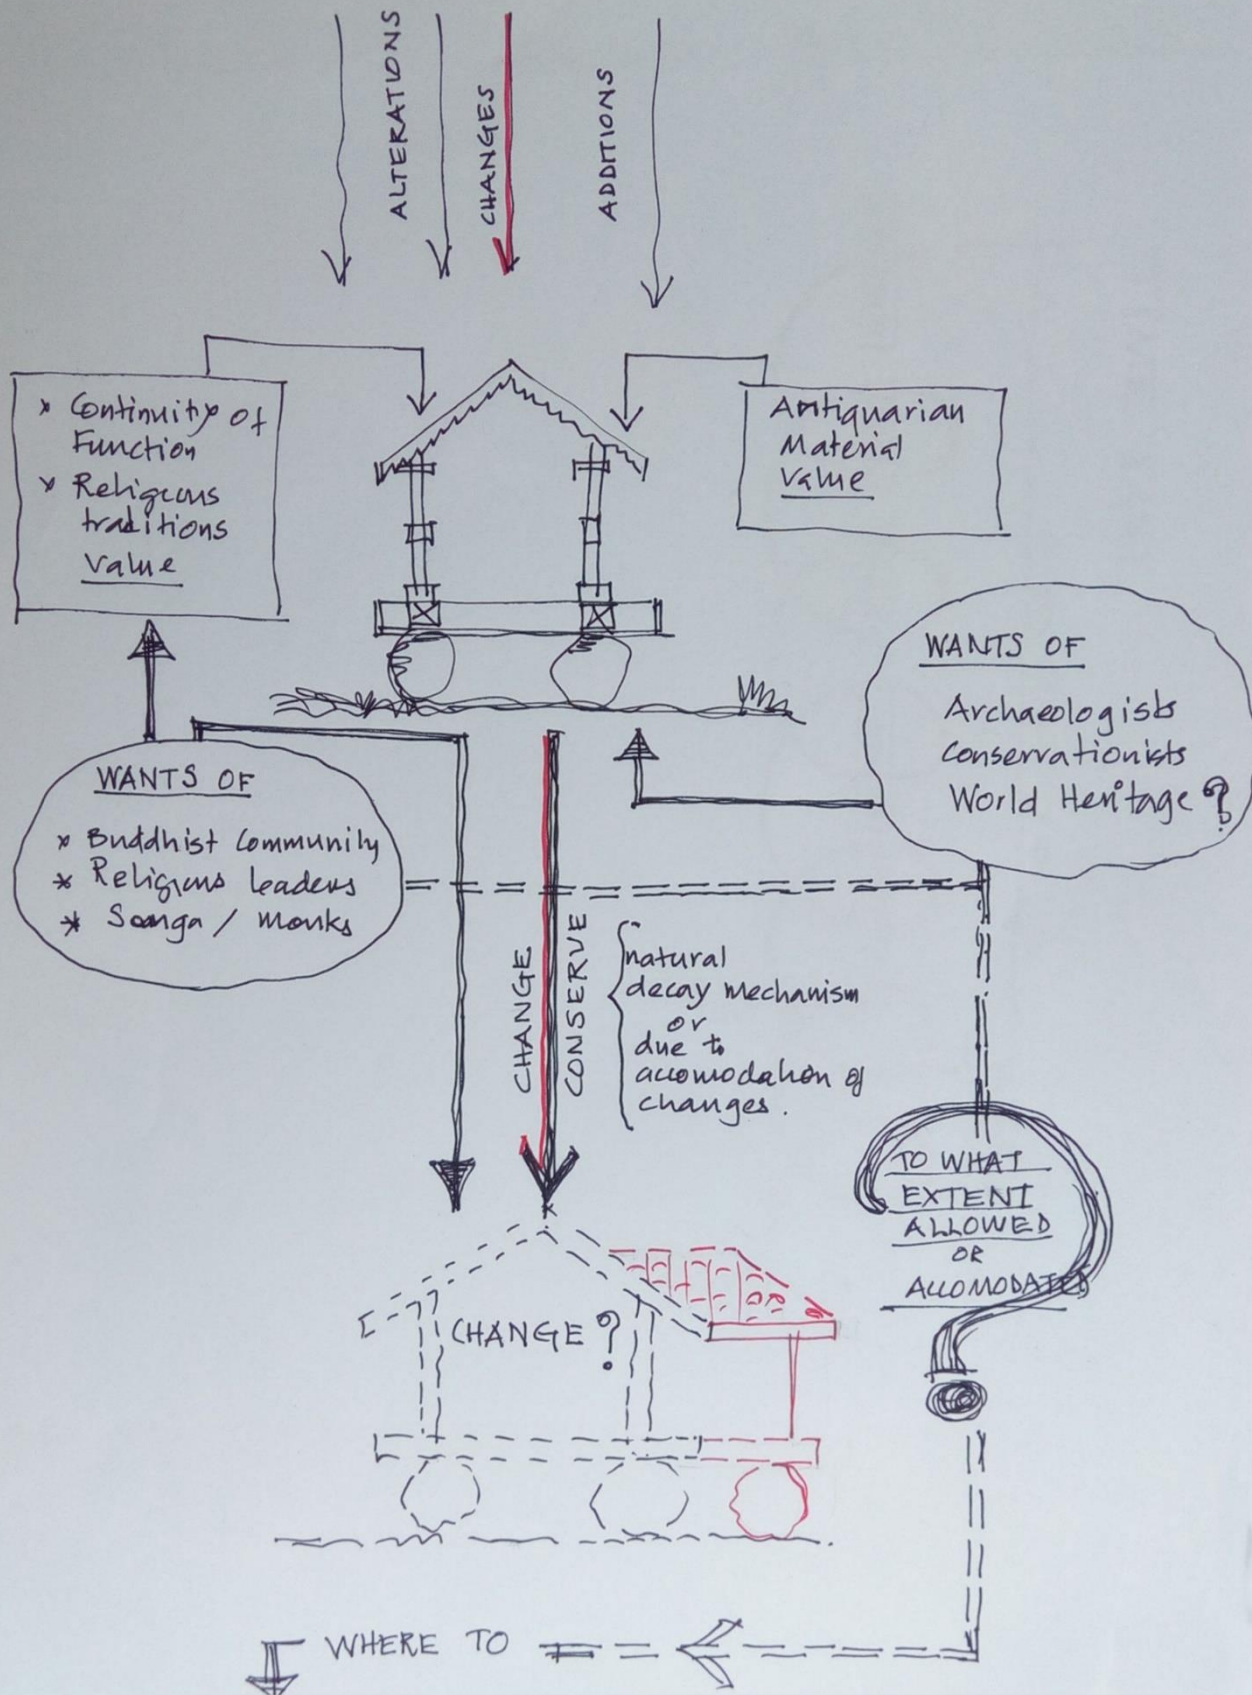 ALTERATIONS
CHANGES
ADDITIONS
* Continuity of
Function
* Religious
traditions
Value
Antiquarian
Material
Value
WANTS OF
Archaeologists
Conservationists
World Heritage ?
WANTS OF
* Buddhist Community
* Religious leaders
* Sanga / monks
CHANGE
CONSERVE
natural
decay mechanism
or
due to
accomodation of
changes.
TO WHAT
EXTENT
ALLOWED
OR
ACCOMODATED
CHANGE ?
WHERE TO